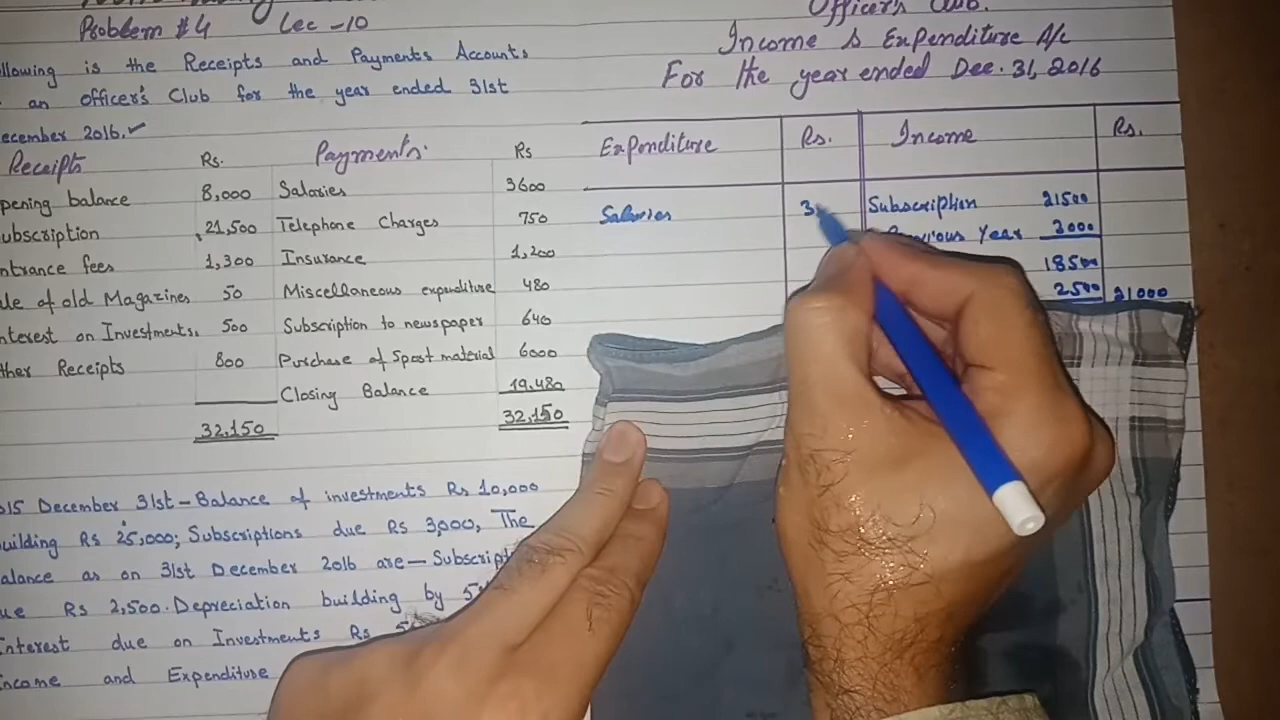 Problem #4 Lec-10
llowing is the Receipts and Payments Accounts
an officer's Club for the year ended 31st
ecember 2016.
Receipts Rs. Payments. Rs
pening balance 8,000 Salaries 3600
ubscription 21,500 Telephone Charges 750
ntrance fees 1,300 Insurance 1,200
le of old Magazines 50 Miscellaneous expenditure 480
nterest on Investments. 500 Subscription to newspaper 640
ther Receipts 800 Purchase of Sport material 6000
Closing Balance 19,480
32,150 32,150
015 December 31st - Balance of investments Rs 10,000
uilding Rs 25,000; Subscriptions due Rs 3,000, The
alance as on 31st December 2016 are - Subscript
ue Rs 2,500. Depreciation building by 5
Interest due on Investments Rs 5
ncome and Expenditure
Officer's Club.
Income & Expenditure A/c
For the year ended Dec. 31, 2016
Expenditure Rs. Income Rs.
Salaries 3 Subscription 21500
Previous Year 3000
18500
2500 21000